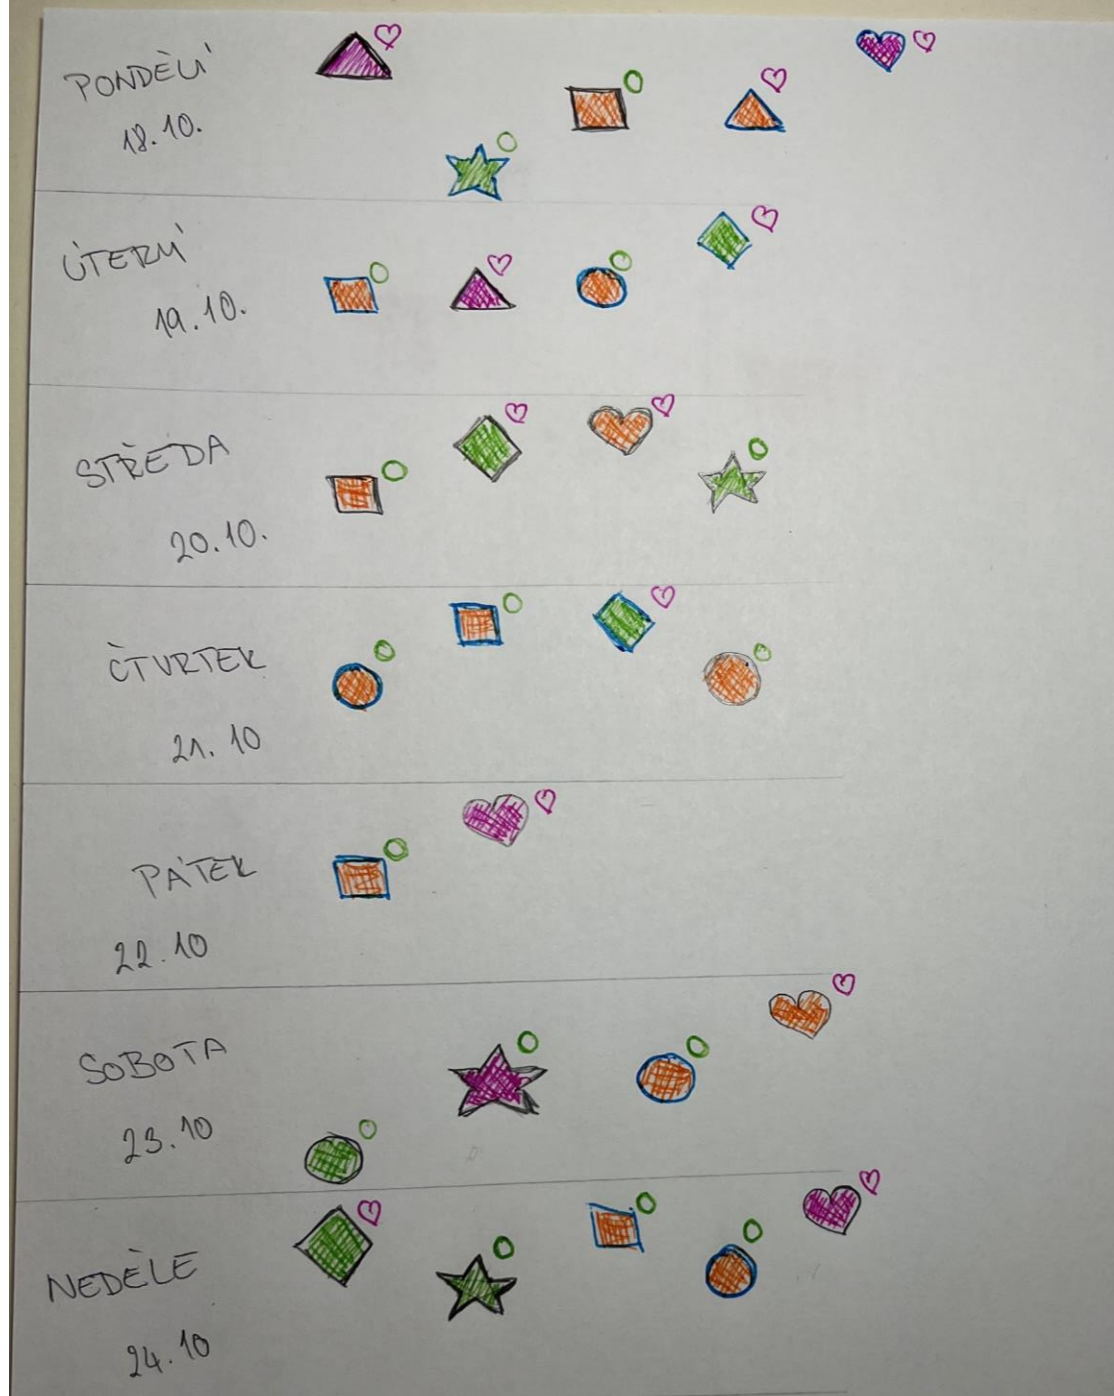 PONDĚLÍ
18.10.
ÚTERÝ
19.10.
STŘEDA
20.10.
ČTVRTEK
21.10
PÁTEK
22.10
SOBOTA
23.10
NEDĚLE
24.10